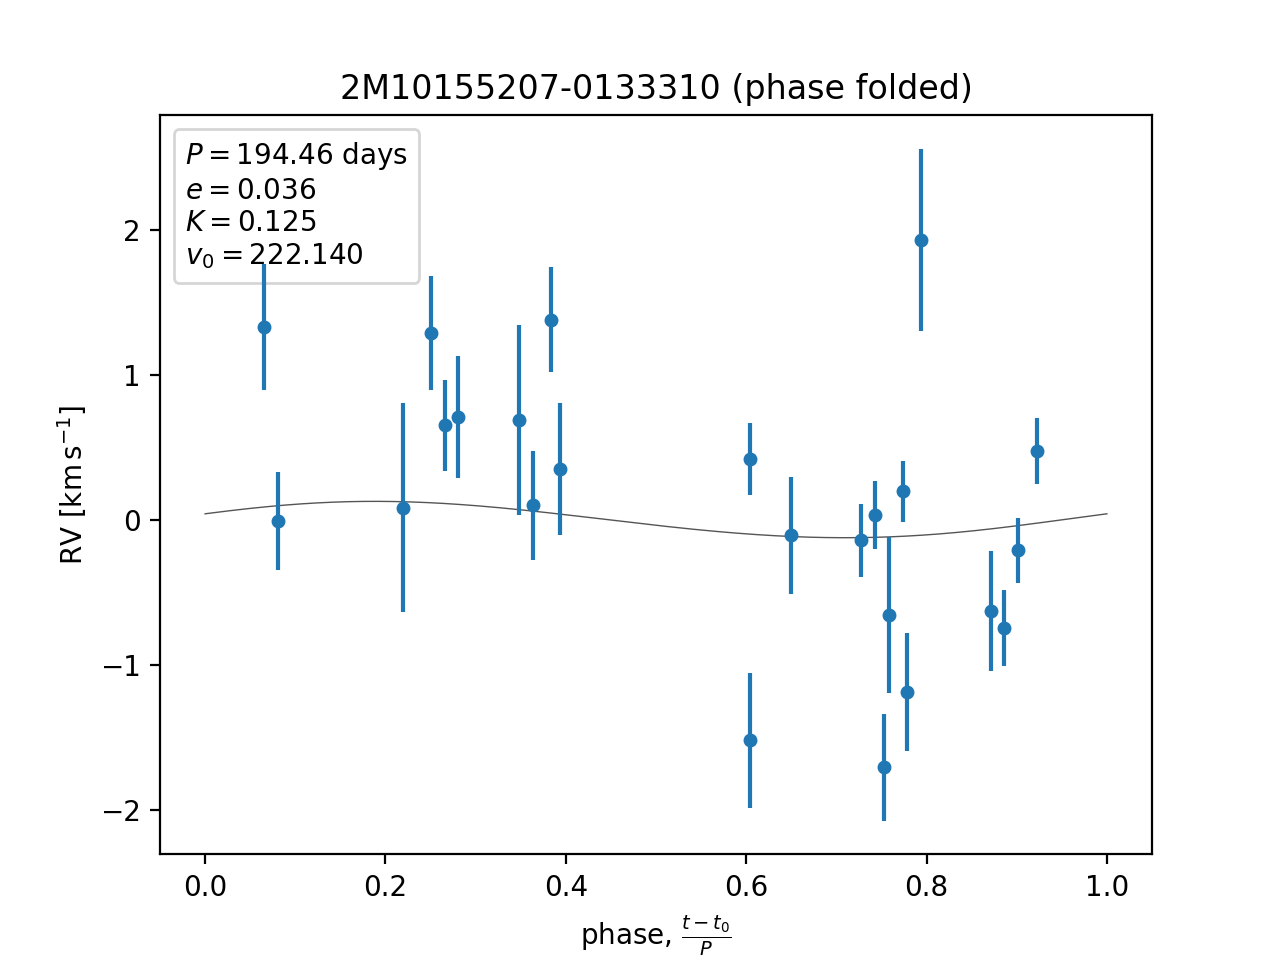 2M10155207-0133310 (phase folded)
P = 194.46 days
e = 0.036
K = 0.125
v₀ = 222.140
2
1
0
−1
−2
RV [km s⁻¹]
0.0 0.2 0.4 0.6 0.8 1.0
phase, (t − t₀)/P